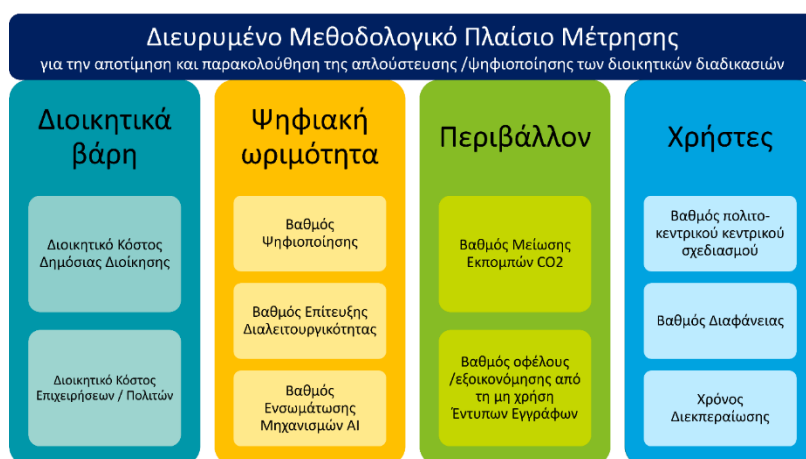 Διευρυμένο Μεθοδολογικό Πλαίσιο Μέτρησης
για την αποτίμηση και παρακολούθηση της απλούστευσης /ψηφιοποίησης των διοικητικών διαδικασιών
Διοικητικά
βάρη
Διοικητικό Κόστος
Δημόσιας Διοίκησης
Διοικητικό Κόστος
Επιχειρήσεων / Πολιτών
Ψηφιακή
ωριμότητα
Βαθμός
Ψηφιοποίησης
Βαθμός Επίτευξης
Διαλειτουργικότητας
Βαθμός
Ενσωμάτωσης
Μηχανισμών AI
Περιβάλλον
Βαθμός Μείωσης
Εκπομπών CO2
Βαθμός οφέλους
/εξοικονόμησης από
τη μη χρήση
Έντυπων Εγγράφων
Χρήστες
Βαθμός πολιτο-
κεντρικού κεντρικού
σχεδιασμού
Βαθμός Διαφάνειας
Χρόνος
Διεκπεραίωσης